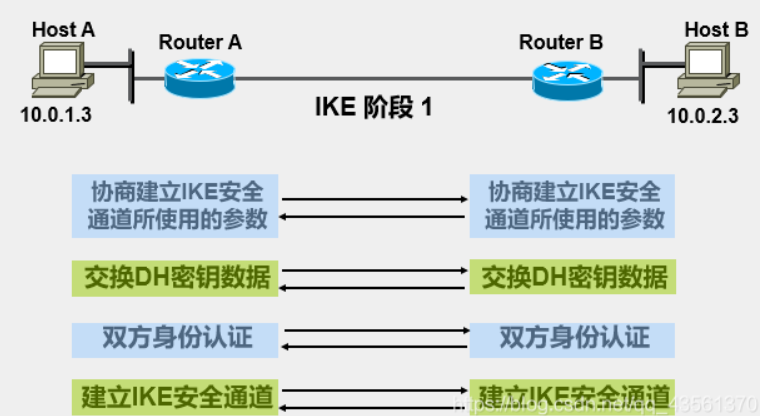 Host A
Router A
Router B
Host B
IKE 阶段 1
10.0.1.3
10.0.2.3
协商建立IKE安全
通道所使用的参数
协商建立IKE安全
通道所使用的参数
交换DH密钥数据
交换DH密钥数据
双方身份认证
双方身份认证
建立IKE安全通道
建立IKE安全通道
https://blog.csdn.net/qq_43561370